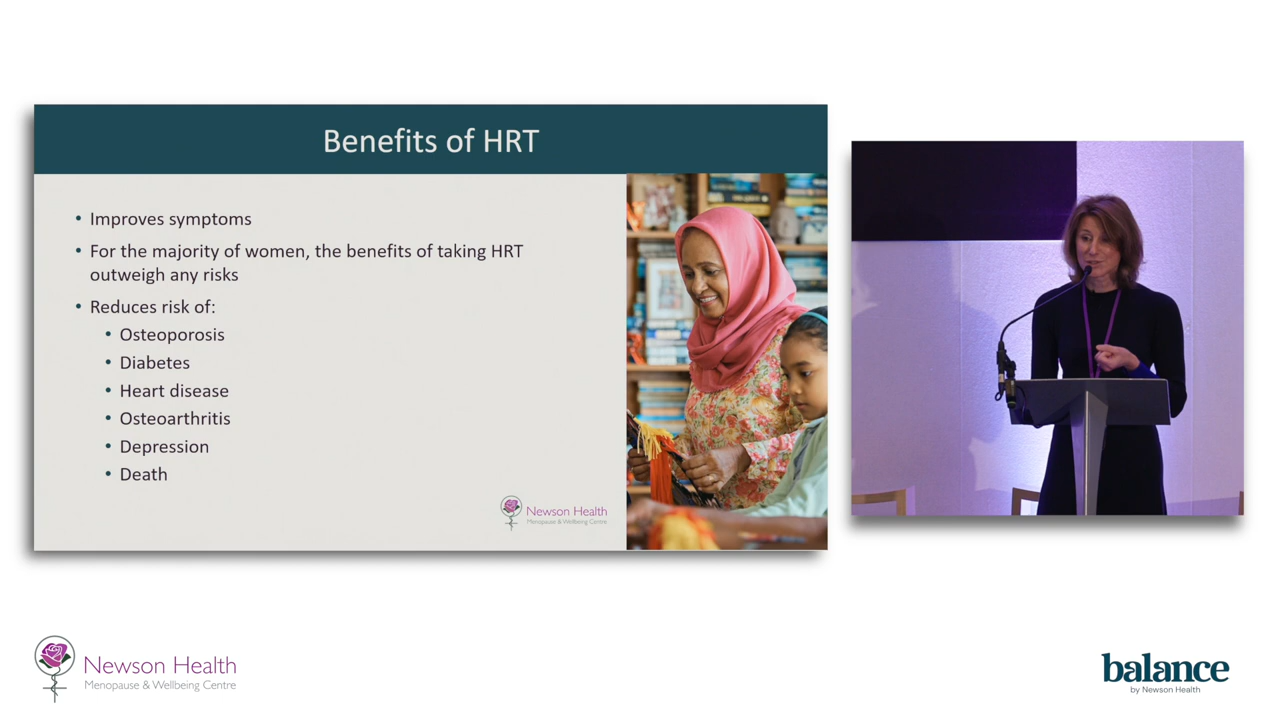 Benefits of HRT
• Improves symptoms
• For the majority of women, the benefits of taking HRT
outweigh any risks
• Reduces risk of:
• Osteoporosis
• Diabetes
• Heart disease
• Osteoarthritis
• Depression
• Death
Newson Health
Menopause & Wellbeing Centre
Newson Health
Menopause & Wellbeing Centre
balance
by Newson Health